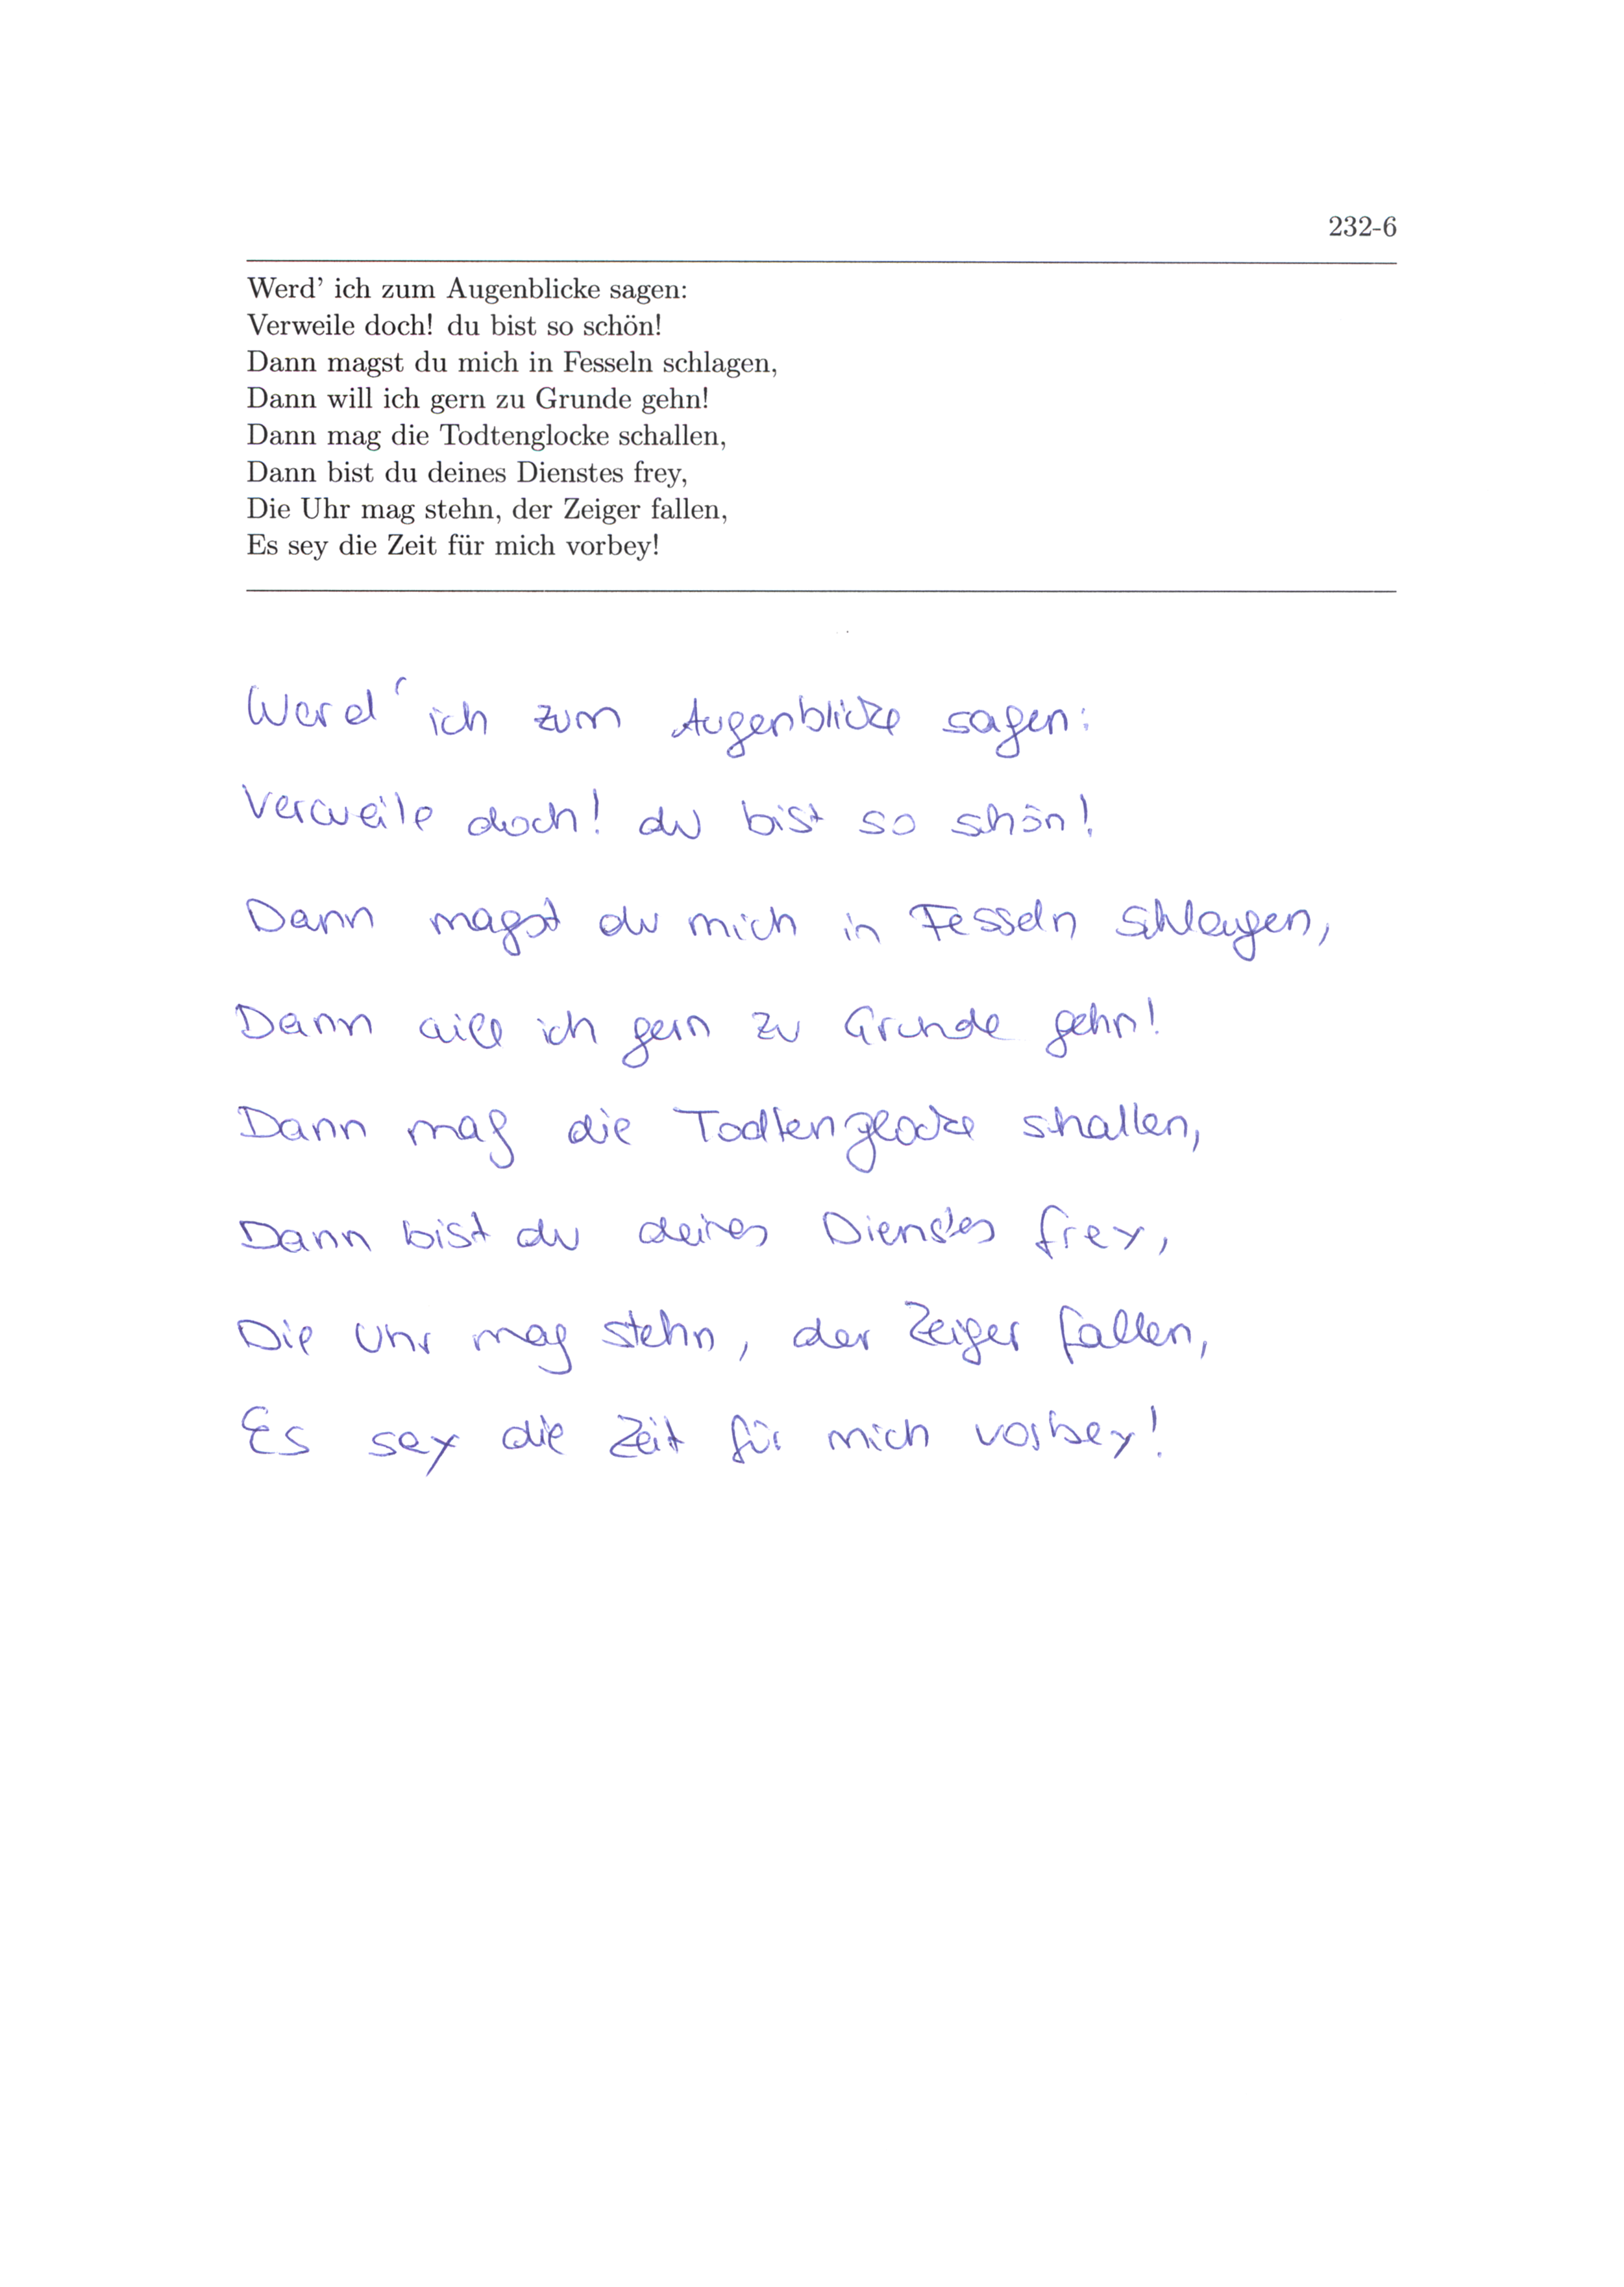 232-6
Werd' ich zum Augenblicke sagen:
Verweile doch! du bist so schön!
Dann magst du mich in Fesseln schlagen,
Dann will ich gern zu Grunde gehn!
Dann mag die Todtenglocke schallen,
Dann bist du deines Dienstes frey,
Die Uhr mag stehn, der Zeiger fallen,
Es sey die Zeit für mich vorbey!
Werd' ich zum Augenblicke sagen:
Verweile doch! du bist so schön!
Dann magst du mich in Fesseln schlagen,
Dann will ich gern zu Grunde gehn!
Dann mag die Todtenglocke schallen,
Dann bist du deines Dienstes frey,
Die Uhr mag stehn, der Zeiger fallen,
Es sey die Zeit für mich vorbey!